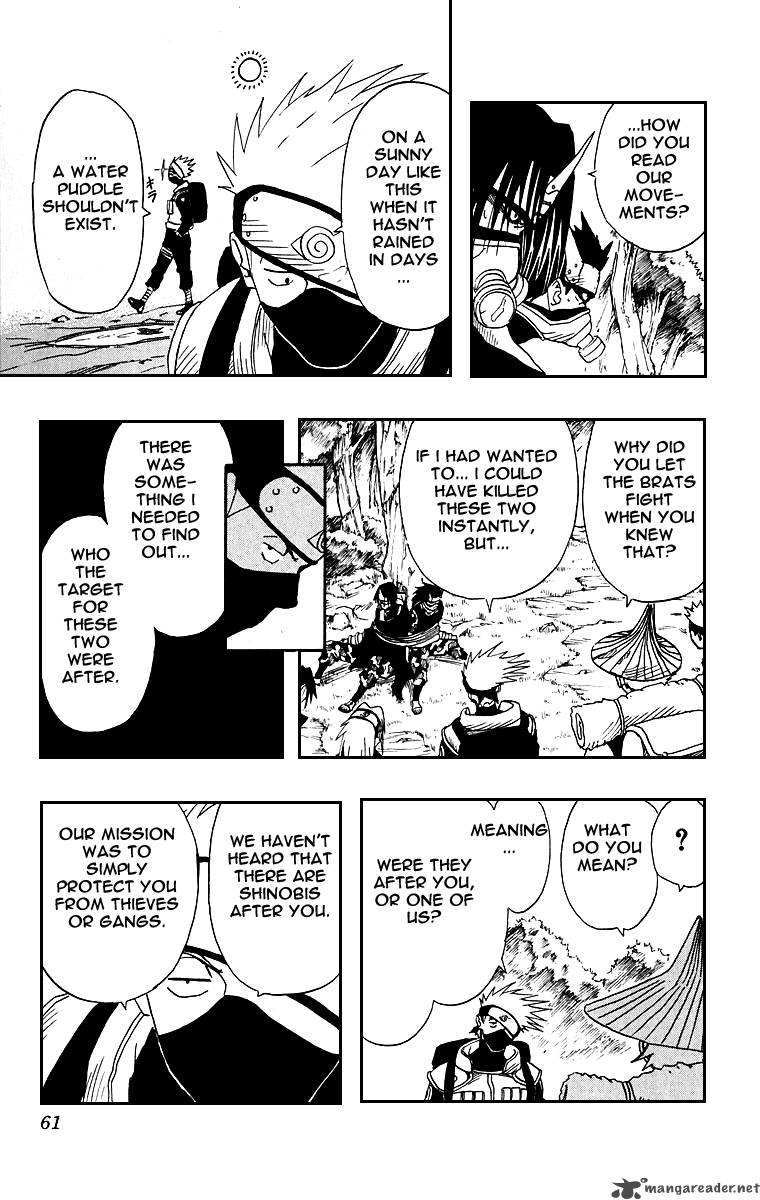 ...HOW
DID YOU
READ
OUR
MOVE-
MENTS?
ON A
SUNNY
DAY LIKE
THIS
WHEN IT
HASN'T
RAINED
IN DAYS
...
...
A WATER
PUDDLE
SHOULDN'T
EXIST.
キラ
WHY DID
YOU LET
THE BRATS
FIGHT
WHEN YOU
KNEW
THAT?
IF I HAD WANTED
TO... I COULD
HAVE KILLED
THESE TWO
INSTANTLY,
BUT...
THERE
WAS
SOME-
THING I
NEEDED
TO FIND
OUT...
WHO
THE
TARGET
FOR
THESE
TWO
WERE
AFTER.
?
WHAT
DO YOU
MEAN?
MEANING
...
WERE THEY
AFTER YOU,
OR ONE OF
US?
WE HAVEN'T
HEARD THAT
THERE ARE
SHINOBIS
AFTER YOU.
OUR MISSION
WAS TO
SIMPLY
PROTECT YOU
FROM THIEVES
OR GANGS.
61
mangareader.net